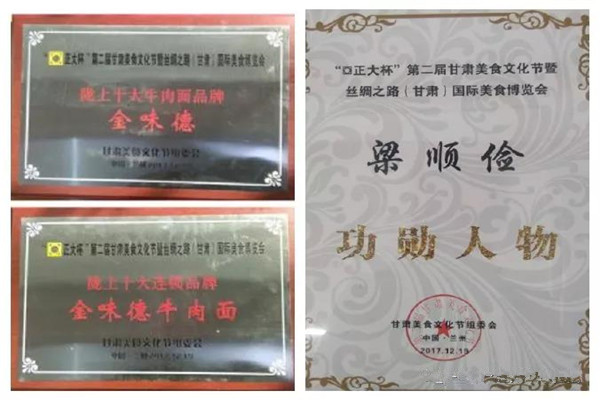 "正大杯"第二届甘肃美食文化节暨丝绸之路(甘肃)国际美食博览会
陇上十大牛肉面品牌
金味德
甘肃美食文化节组委会
"正大杯"第二届甘肃美食文化节暨丝绸之路(甘肃)国际美食博览会
陇上十大连锁品牌
金味德牛肉面
甘肃美食文化节组委会
"正大杯"第二届甘肃美食文化节暨
丝绸之路(甘肃)国际美食博览会
梁顺俭
功勋人物
甘肃美食文化节组委会
中国·兰州
2017.12.19